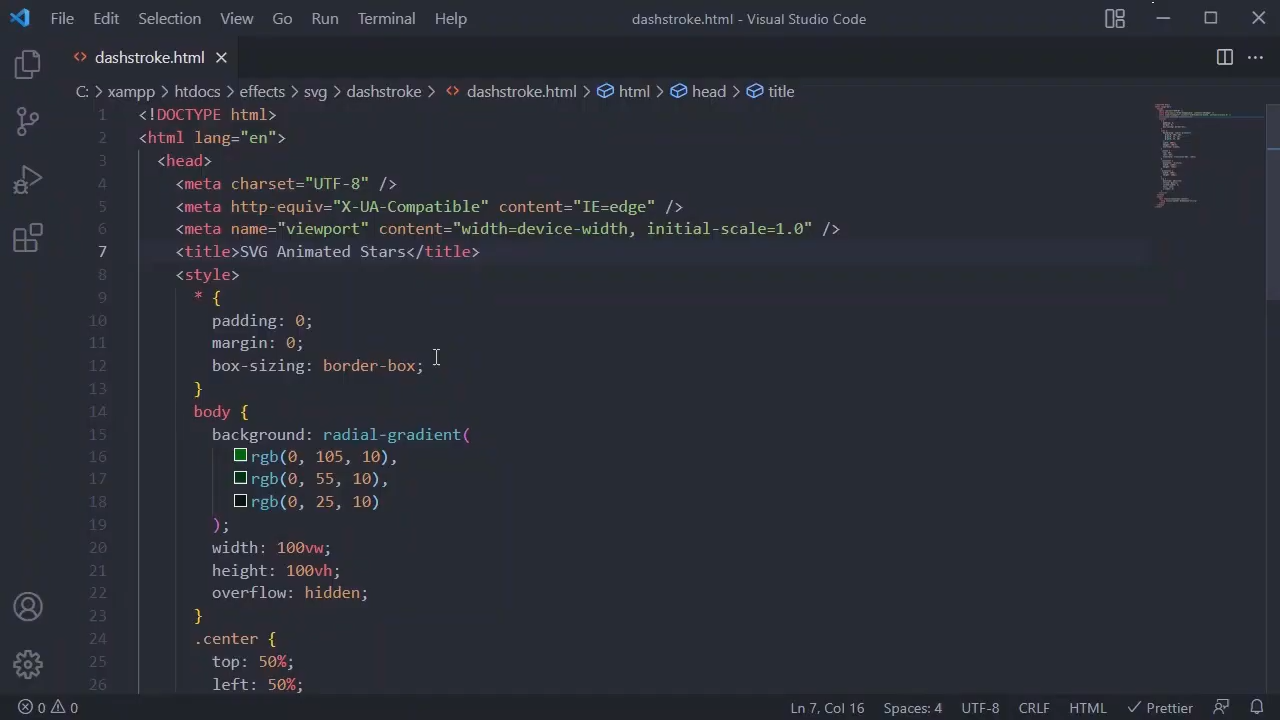 File Edit Selection View Go Run Terminal Help dashstroke.html - Visual Studio Code
dashstroke.html
C: > xampp > htdocs > effects > svg > dashstroke > dashstroke.html > html > head > title
1 <!DOCTYPE html>
2 <html lang="en">
3 <head>
4 <meta charset="UTF-8" />
5 <meta http-equiv="X-UA-Compatible" content="IE=edge" />
6 <meta name="viewport" content="width=device-width, initial-scale=1.0" />
7 <title>SVG Animated Stars</title>
8 <style>
9 * {
10 padding: 0;
11 margin: 0;
12 box-sizing: border-box;
13 }
14 body {
15 background: radial-gradient(
16 rgb(0, 105, 10),
17 rgb(0, 55, 10),
18 rgb(0, 25, 10)
19 );
20 width: 100vw;
21 height: 100vh;
22 overflow: hidden;
23 }
24 .center {
25 top: 50%;
26 left: 50%;
0 0 Ln 7, Col 16 Spaces: 4 UTF-8 CRLF HTML Prettier